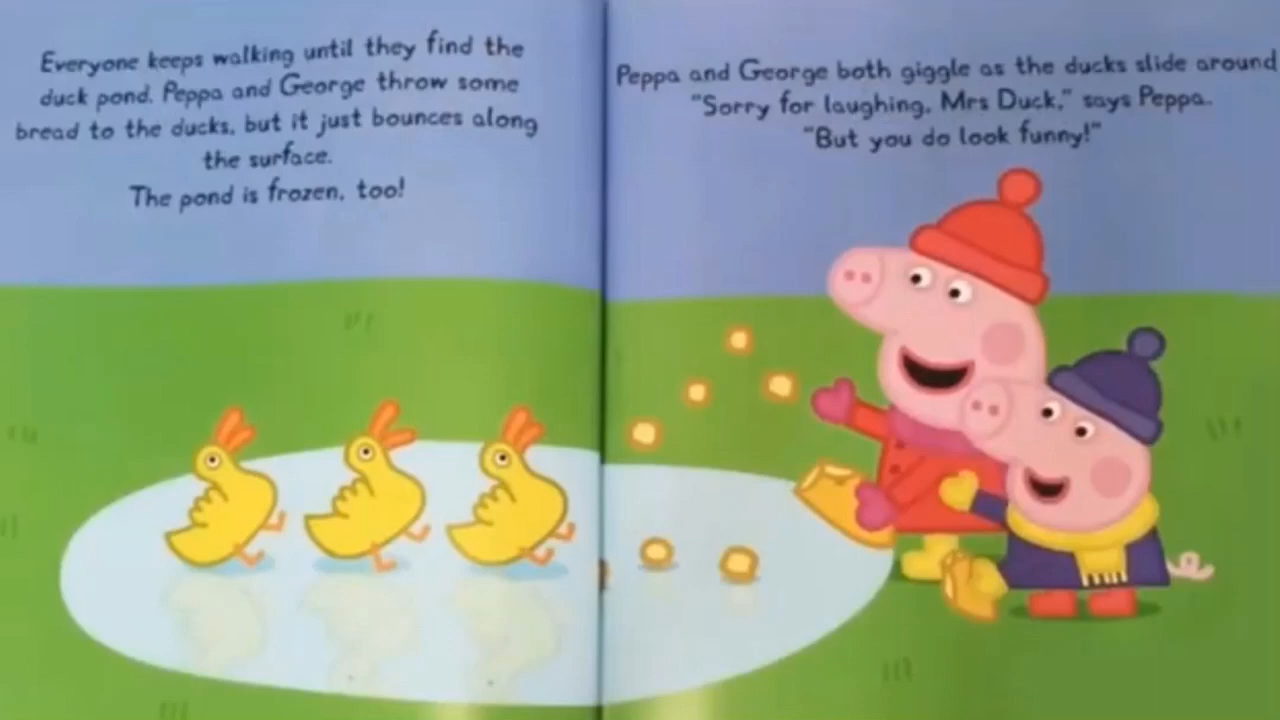 Everyone keeps walking until they find the
duck pond. Peppa and George throw some
bread to the ducks, but it just bounces along
the surface.
The pond is frozen, too!
Peppa and George both giggle as the ducks slide around
"Sorry for laughing, Mrs Duck," says Peppa.
"But you do look funny!"